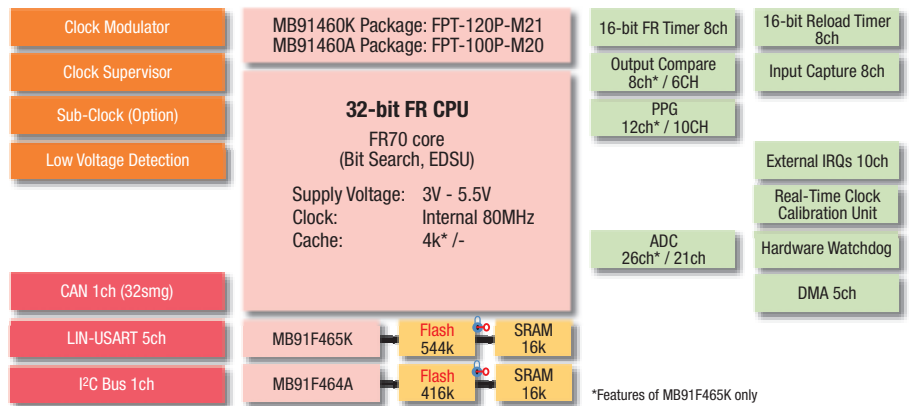 Clock Modulator
Clock Supervisor
Sub-Clock (Option)
Low Voltage Detection
CAN 1ch (32smg)
LIN-USART 5ch
I²C Bus 1ch
MB91460K Package: FPT-120P-M21
MB91460A Package: FPT-100P-M20
32-bit FR CPU
FR70 core
(Bit Search, EDSU)
Supply Voltage: 3V - 5.5V
Clock: Internal 80MHz
Cache: 4k* /-
MB91F465K
Flash
544k
SRAM
16k
MB91F464A
Flash
416k
SRAM
16k
16-bit FR Timer 8ch
Output Compare
8ch* / 6CH
PPG
12ch* / 10CH
ADC
26ch* / 21ch
16-bit Reload Timer
8ch
Input Capture 8ch
External IRQs 10ch
Real-Time Clock
Calibration Unit
Hardware Watchdog
DMA 5ch
*Features of MB91F465K only